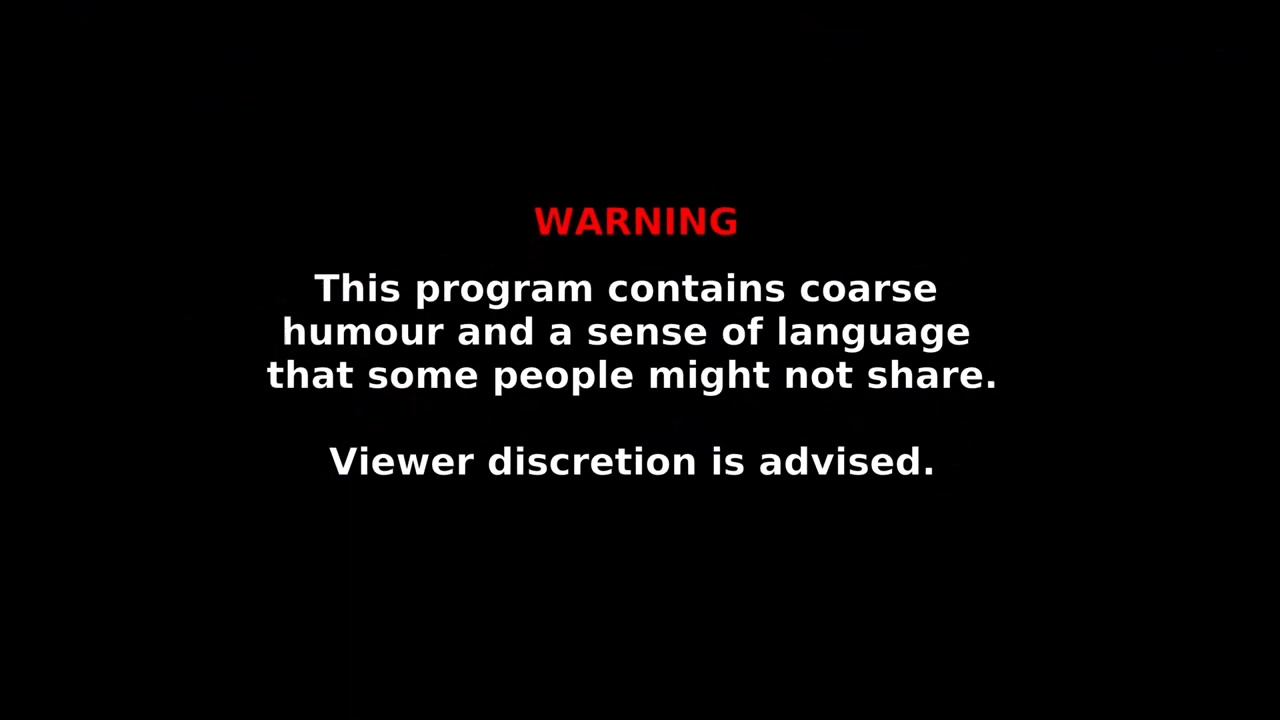 WARNING
This program contains coarse
humour and a sense of language
that some people might not share.
Viewer discretion is advised.